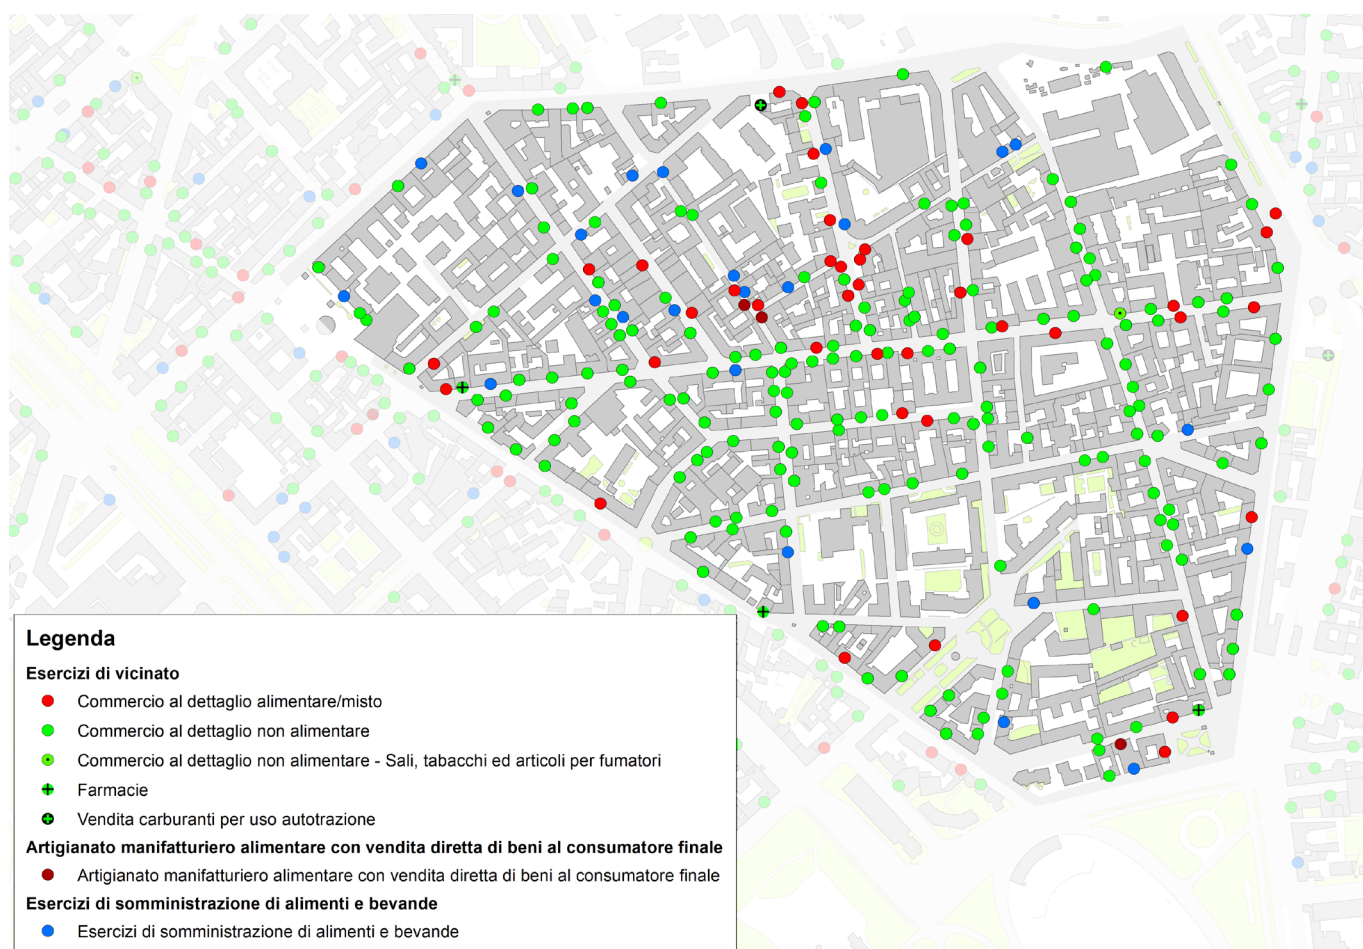 Legenda
Esercizi di vicinato
Commercio al dettaglio alimentare/misto
Commercio al dettaglio non alimentare
Commercio al dettaglio non alimentare - Sali, tabacchi ed articoli per fumatori
Farmacie
Vendita carburanti per uso autotrazione
Artigianato manifatturiero alimentare con vendita diretta di beni al consumatore finale
Artigianato manifatturiero alimentare con vendita diretta di beni al consumatore finale
Esercizi di somministrazione di alimenti e bevande
Esercizi di somministrazione di alimenti e bevande